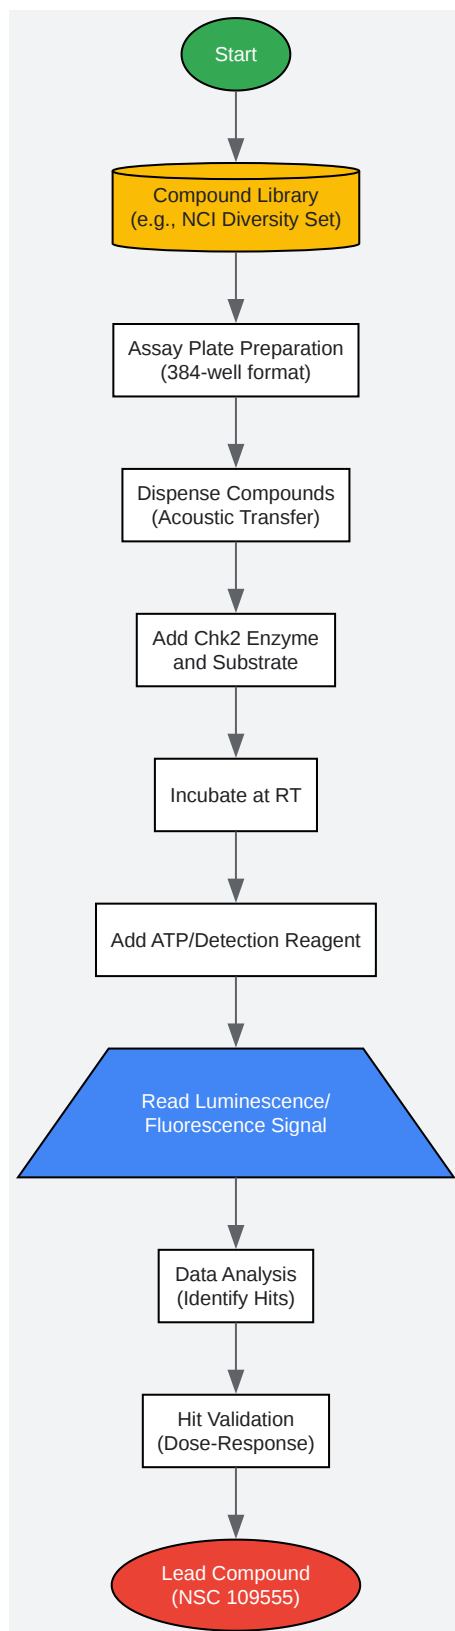 Start
Compound Library
(e.g., NCI Diversity Set)
Assay Plate Preparation
(384-well format)
Dispense Compounds
(Acoustic Transfer)
Add Chk2 Enzyme
and Substrate
Incubate at RT
Add ATP/Detection Reagent
Read Luminescence/
Fluorescence Signal
Data Analysis
(Identify Hits)
Hit Validation
(Dose-Response)
Lead Compound
(NSC 109555)